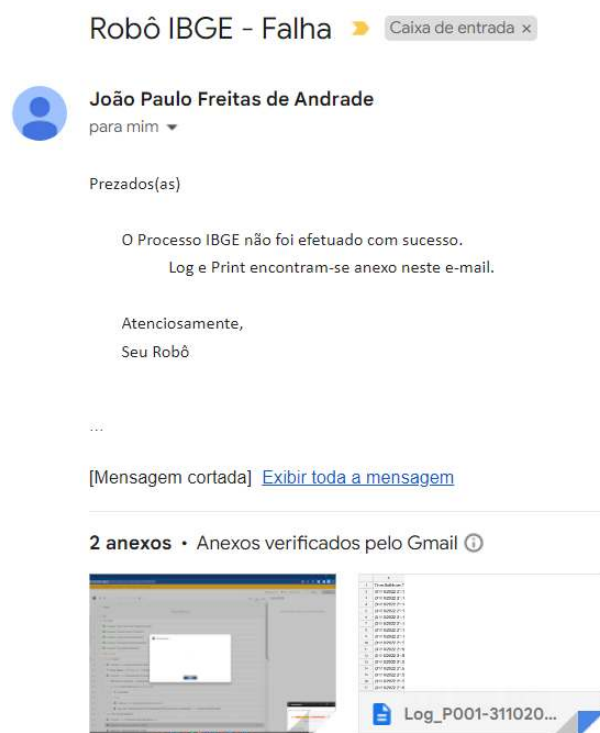 Robô IBGE - Falha Caixa de entrada ×
João Paulo Freitas de Andrade
para mim
Prezados(as)
O Processo IBGE não foi efetuado com sucesso.
Log e Print encontram-se anexo neste e-mail.
Atenciosamente,
Seu Robô
...
[Mensagem cortada] Exibir toda a mensagem
2 anexos • Anexos verificados pelo Gmail
Log_P001-311020...